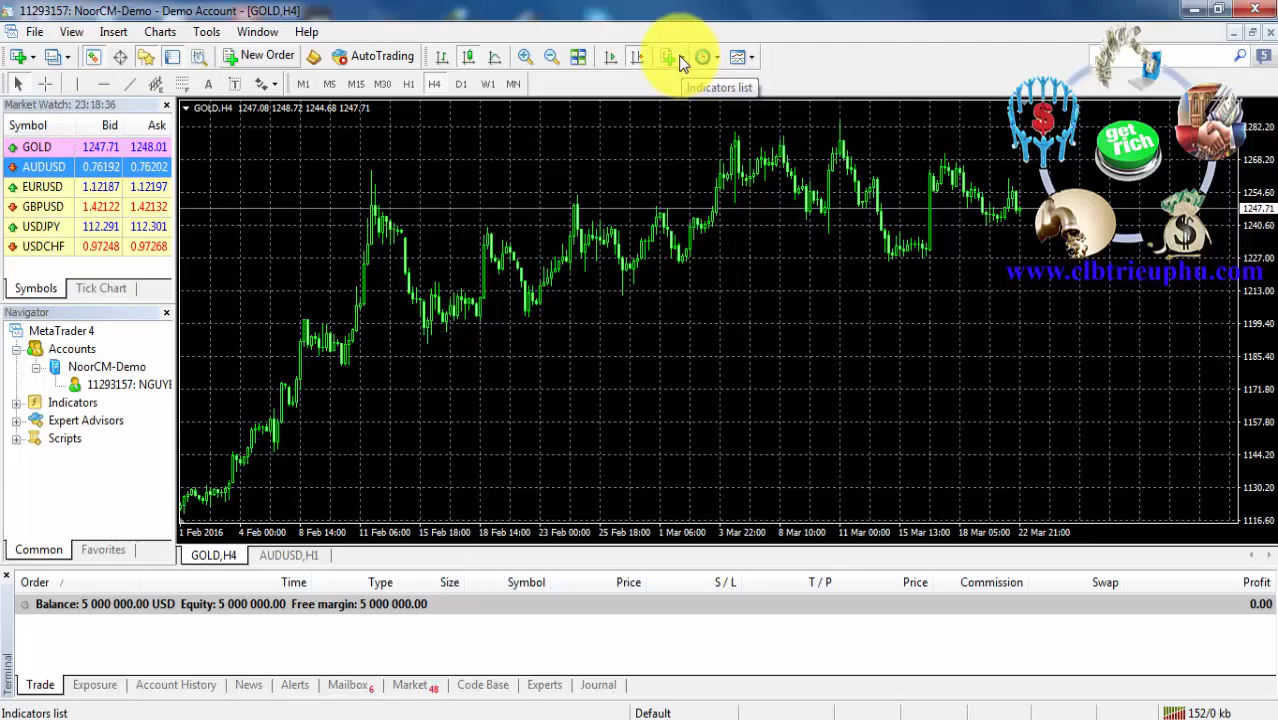 11293157: NoorCM-Demo - Demo Account - [GOLD,H4]
File View Insert Charts Tools Window Help
New Order AutoTrading 5
A T M1 M5 M15 M30 H1 H4 D1 W1 MN
Indicators list
Market Watch: 23:18:36
Symbol Bid Ask
GOLD 1247.71 1248.01
AUDUSD 0.76192 0.76202
EURUSD 1.12187 1.12197
GBPUSD 1.42122 1.42132
USDJPY 112.291 112.301
USDCHF 0.97248 0.97268
Symbols Tick Chart
Navigator
MetaTrader 4
Accounts
NoorCM-Demo
11293157: NGUYE
Indicators
Expert Advisors
Scripts
Common Favorites
GOLD,H4 1247.08 1248.72 1244.68 1247.71
get
rich
www.clbtrieuphu.com
1282.20
1268.20
1254.60
1247.71
1240.60
1227.00
1213.00
1199.40
1185.40
1171.80
1157.80
1144.20
1130.20
1116.60
1 Feb 2016 4 Feb 00:00 8 Feb 14:00 11 Feb 06:00 15 Feb 18:00 18 Feb 14:00 23 Feb 00:00 25 Feb 18:00 1 Mar 06:00 3 Mar 22:00 8 Mar 10:00 11 Mar 00:00 15 Mar 13:00 18 Mar 05:00 22 Mar 21:00
GOLD,H4 AUDUSD,H1
Order / Time Type Size Symbol Price S / L T / P Price Commission Swap Profit
Balance: 5 000 000.00 USD Equity: 5 000 000.00 Free margin: 5 000 000.00 0.00
Terminal
Trade Exposure Account History News Alerts Mailbox 6 Market 48 Code Base Experts Journal
Indicators list Default 152/0 kb